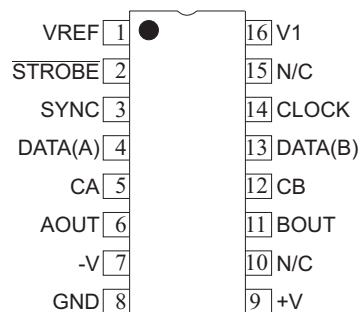 VREF 1 16 V1
STROBE 2 15 N/C
SYNC 3 14 CLOCK
DATA(A) 4 13 DATA(B)
CA 5 12 CB
AOUT 6 11 BOUT
-V 7 10 N/C
GND 8 9 +V